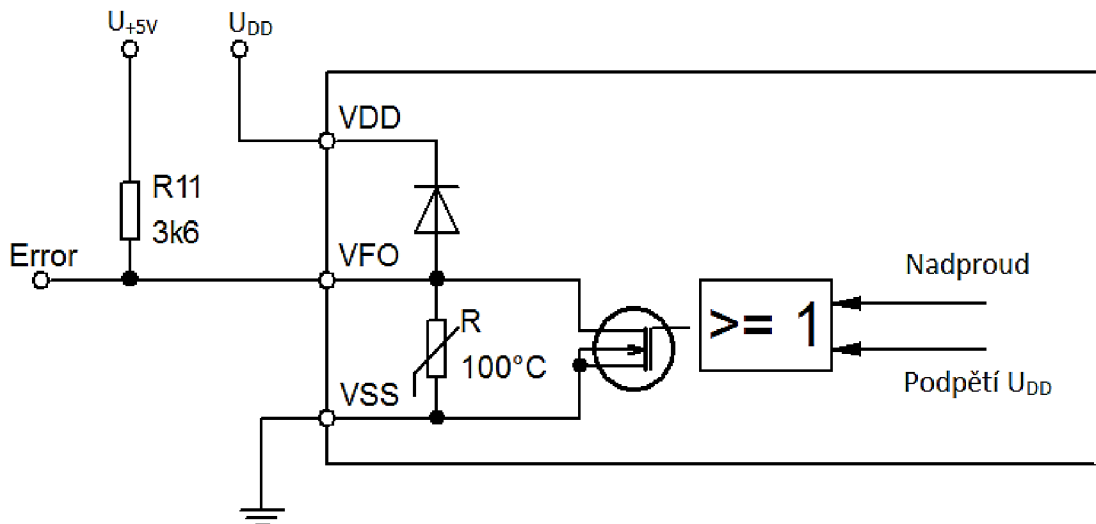 U+5V
UDD
VDD
R11
3k6
Error
VFO
R
100°C
VSS
>= 1
Nadproud
Podpětí UDD